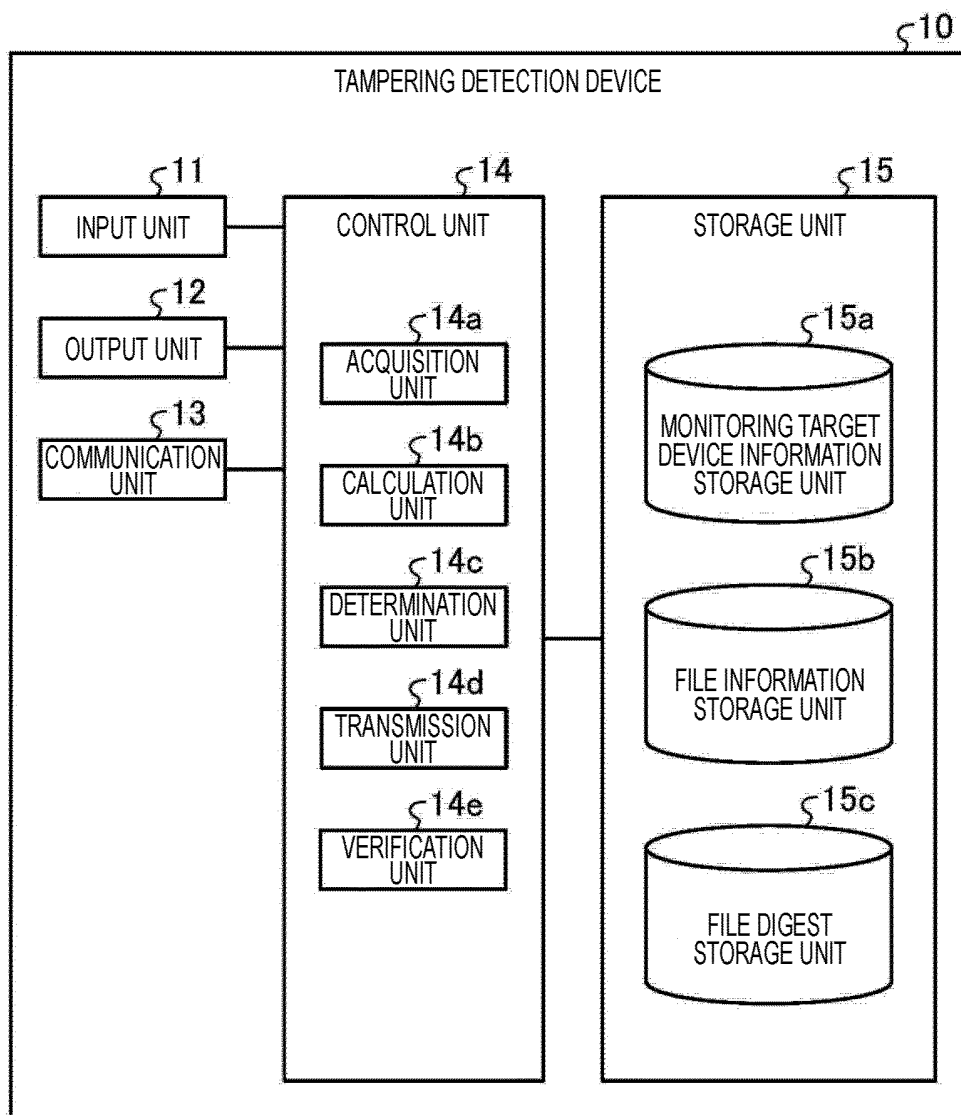 10
TAMPERING DETECTION DEVICE
11
INPUT UNIT
12
OUTPUT UNIT
13
COMMUNICATION
UNIT
14
CONTROL UNIT
14a
ACQUISITION
UNIT
14b
CALCULATION
UNIT
14c
DETERMINATION
UNIT
14d
TRANSMISSION
UNIT
14e
VERIFICATION
UNIT
15
STORAGE UNIT
15a
MONITORING TARGET
DEVICE INFORMATION
STORAGE UNIT
15b
FILE INFORMATION
STORAGE UNIT
15c
FILE DIGEST
STORAGE UNIT